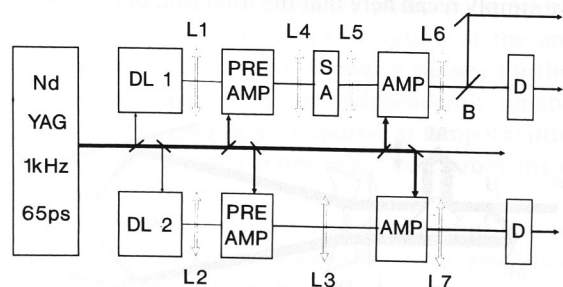 L1 L4 L5 L6
Nd
YAG
1kHz
65ps
DL 1
PRE
AMP
S
A
AMP
B
D
DL 2
PRE
AMP
AMP
D
L2 L3 L7